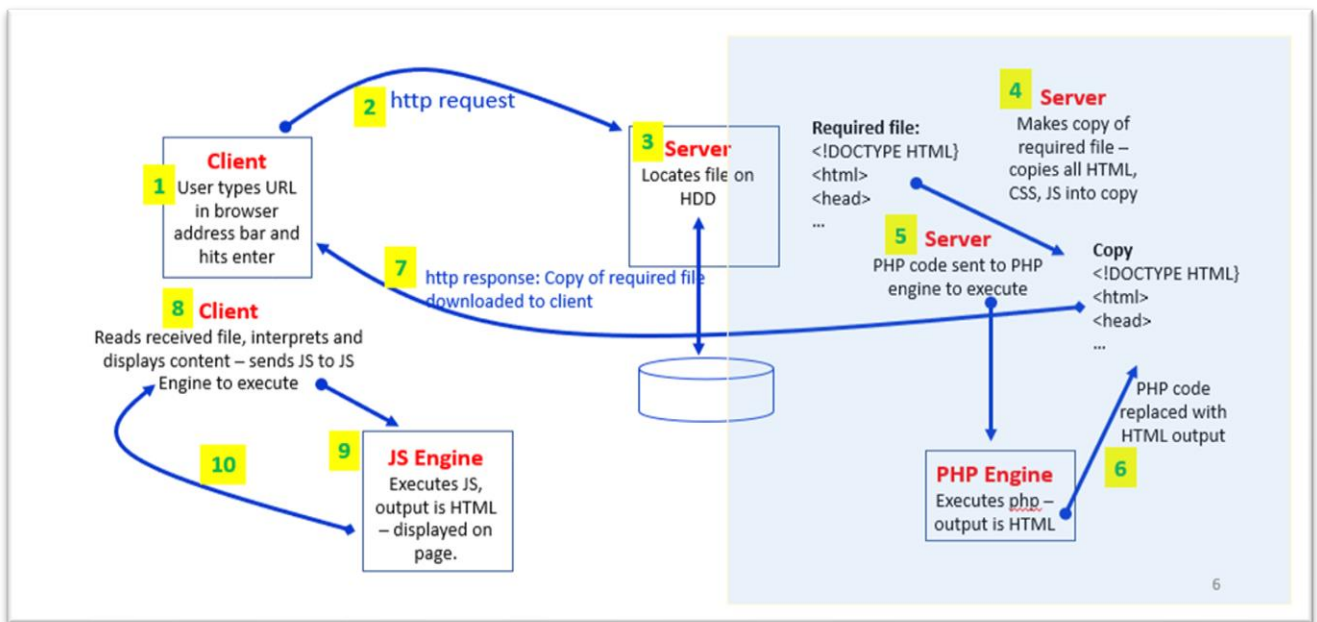 2
http request
1
Client
User types URL
in browser
address bar and
hits enter
3
Server
Locates file on
HDD
Required file:
<!DOCTYPE HTML}
<html>
<head>
...
4
Server
Makes copy of
required file –
copies all HTML,
CSS, JS into copy
5
Server
PHP code sent to PHP
engine to execute
Copy
<!DOCTYPE HTML}
<html>
<head>
...
7
http response: Copy of required file
downloaded to client
8
Client
Reads received file, interprets and
displays content – sends JS to JS
Engine to execute
PHP code
replaced with
HTML output
6
PHP Engine
Executes php –
output is HTML
9
JS Engine
Executes JS,
output is HTML
– displayed on
page.
10
6